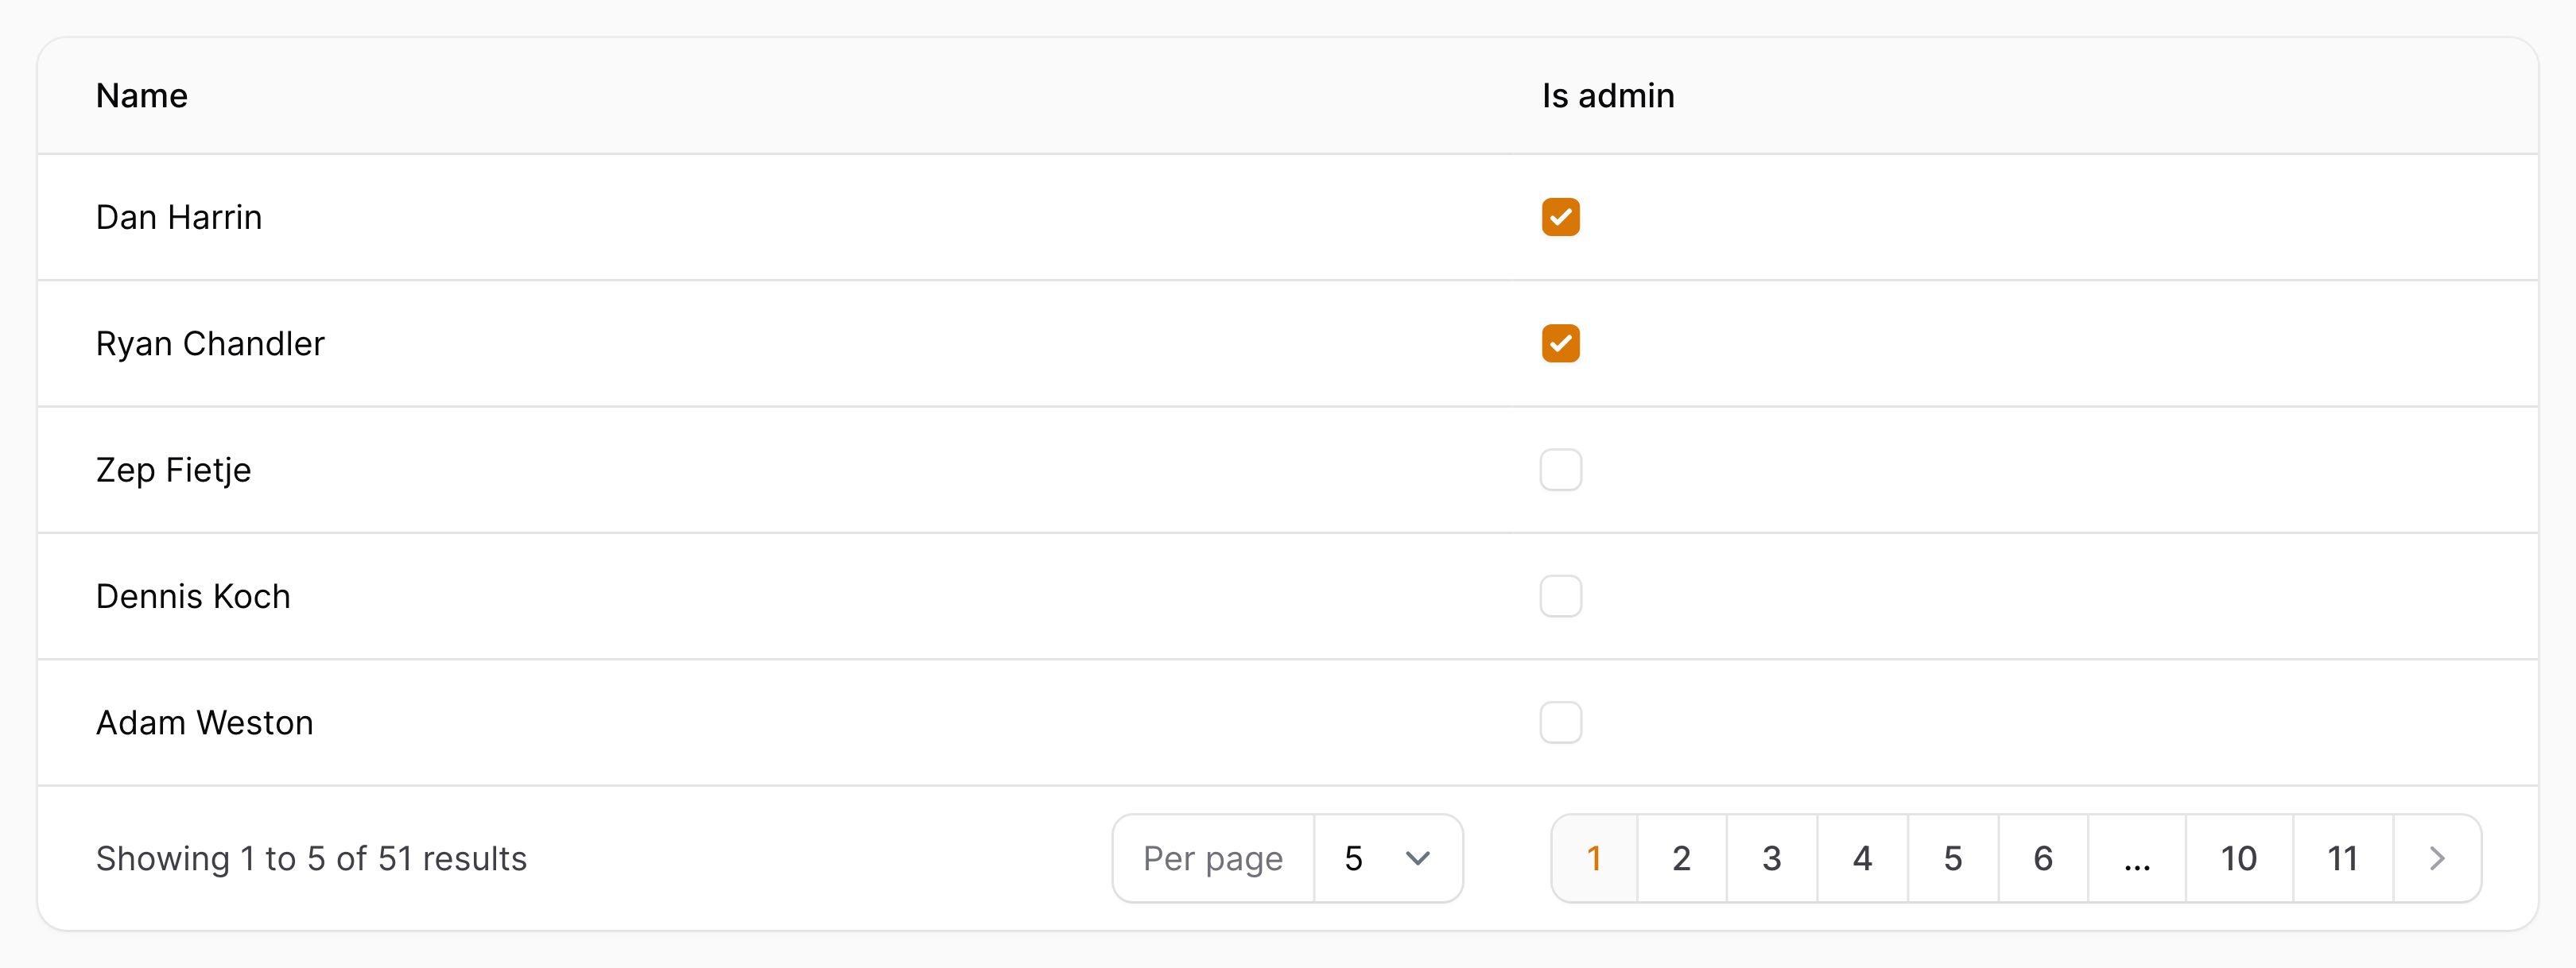 Name Is admin
Dan Harrin
Ryan Chandler
Zep Fietje
Dennis Koch
Adam Weston
Showing 1 to 5 of 51 results Per page 5 1 2 3 4 5 6 ... 10 11